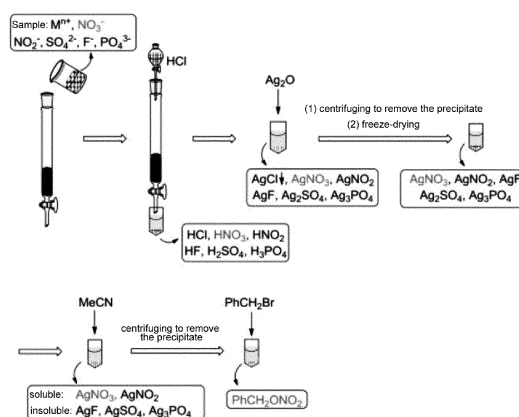 Sample: Mⁿ⁺, NO₃⁻
NO₂⁻, SO₄²⁻, F⁻, PO₄³⁻
HCl
HCl, HNO₃, HNO₂
HF, H₂SO₄, H₃PO₄
Ag₂O
AgCl↓, AgNO₃, AgNO₂
AgF, Ag₂SO₄, Ag₃PO₄
(1) centrifuging to remove the precipitate
(2) freeze-drying
AgNO₃, AgNO₂, AgF
Ag₂SO₄, Ag₃PO₄
MeCN
soluble: AgNO₃, AgNO₂
insoluble: AgF, AgSO₄, Ag₃PO₄
centrifuging to remove
the precipitate
PhCH₂Br
PhCH₂ONO₂